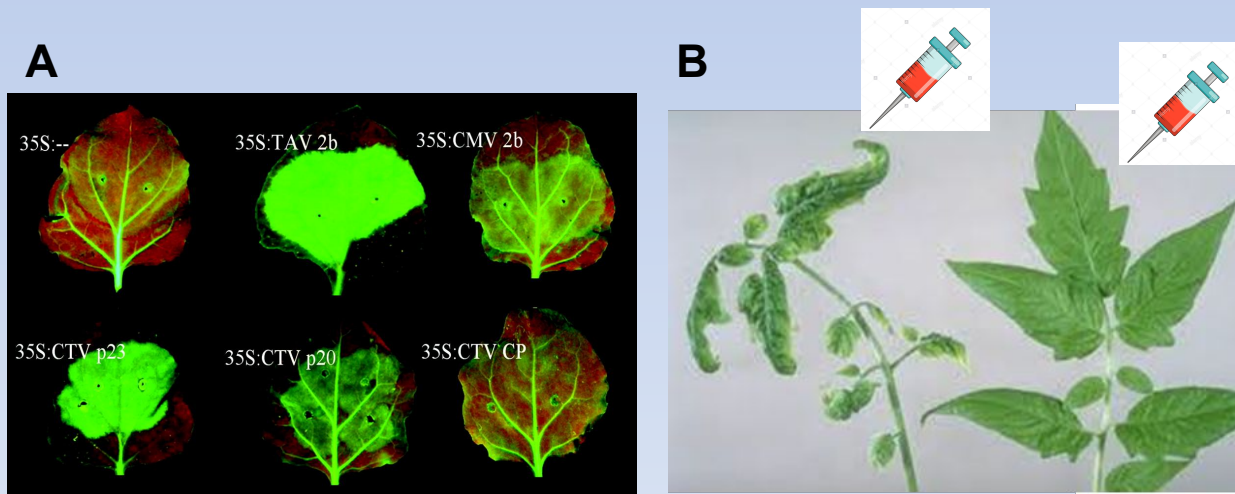 A
B
35S:--
35S:TAV 2b
35S:CMV 2b
35S:CTV p23
35S:CTV p20
35S:CTV CP